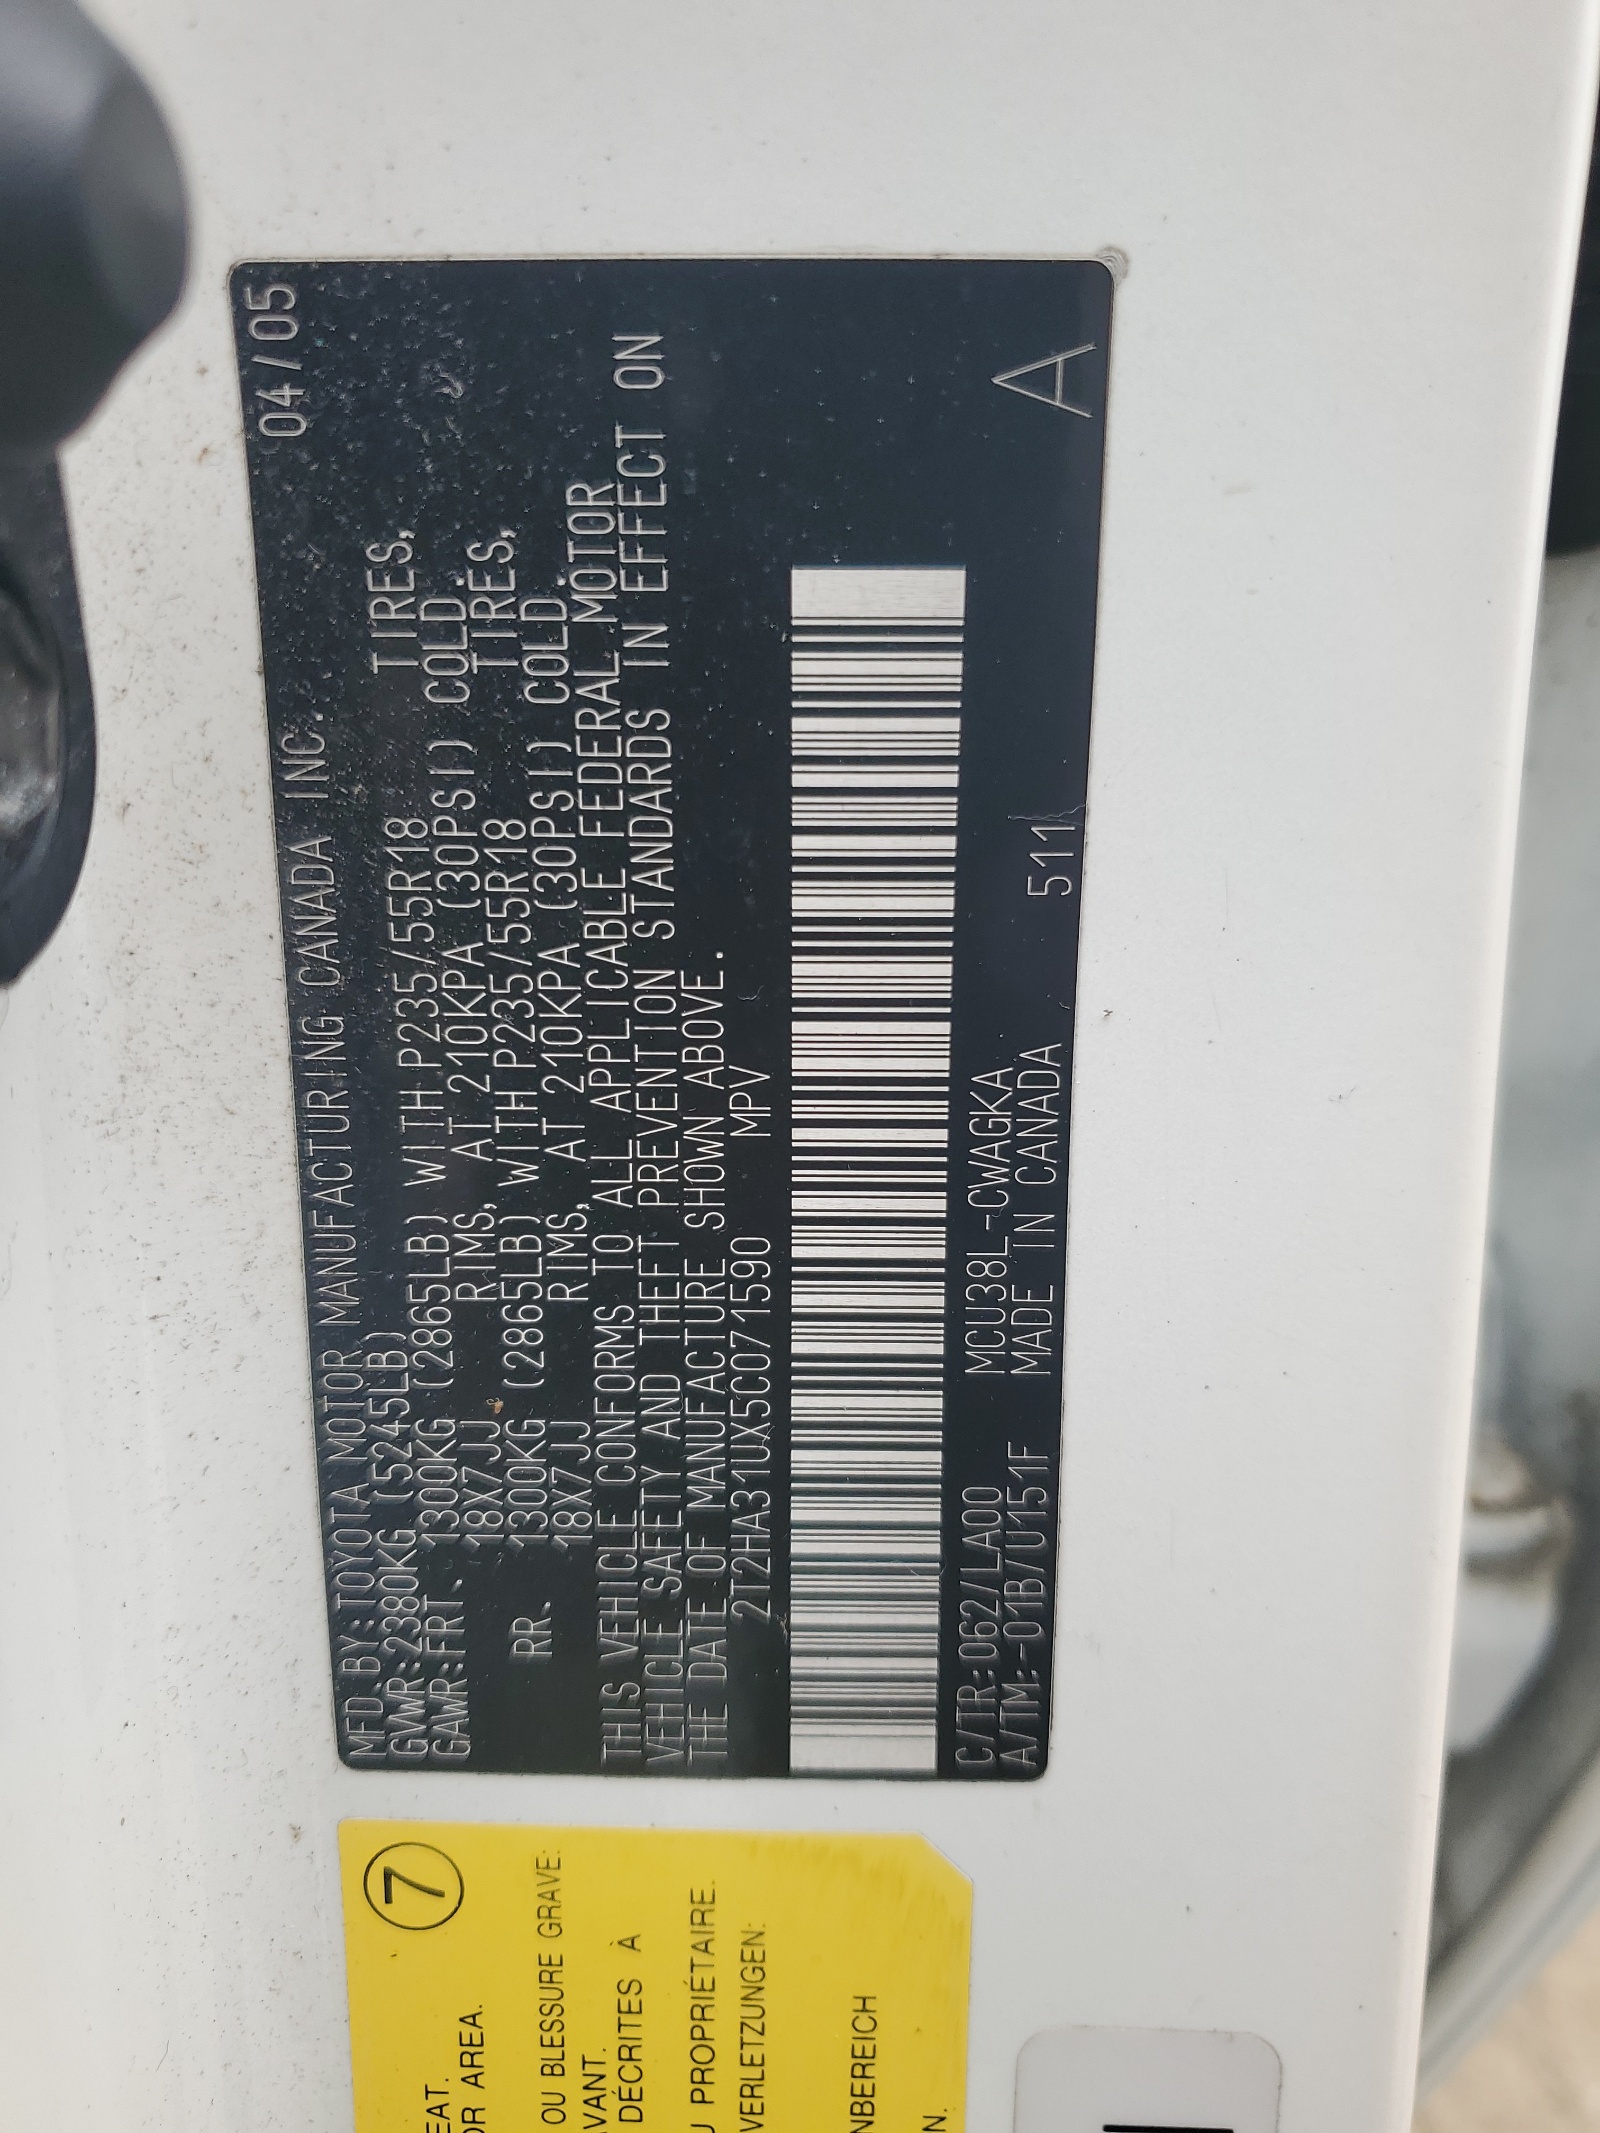 MFD.BY:TOYOTA MOTOR MANUFACTURING CANADA INC. 04/05
GVWR:2380KG (5245LB)
GAWR:FRT. 1300KG (2865LB) WITH P235/55R18 TIRES,
18X7JJ RIMS, AT 210KPA (30PSI) COLD.
RR. 1300KG (2865LB) WITH P235/55R18 TIRES,
18X7JJ RIMS, AT 210KPA (30PSI) COLD.
THIS VEHICLE CONFORMS TO ALL APPLICABLE FEDERAL MOTOR
VEHICLE SAFETY AND THEFT PREVENTION STANDARDS IN EFFECT ON
THE DATE OF MANUFACTURE SHOWN ABOVE.
2T2HA31UX5C071590 MPV
C/TR:062/LA00 MCU38L-CWAGKA
A/TM:-01B/U151F MADE IN CANADA 511
A
7
EAT.
OR AREA.
OU BLESSURE GRAVE:
VANT.
DÉCRITES À
U PROPRIÉTAIRE.
VERLETZUNGEN:
NBEREICH
N.